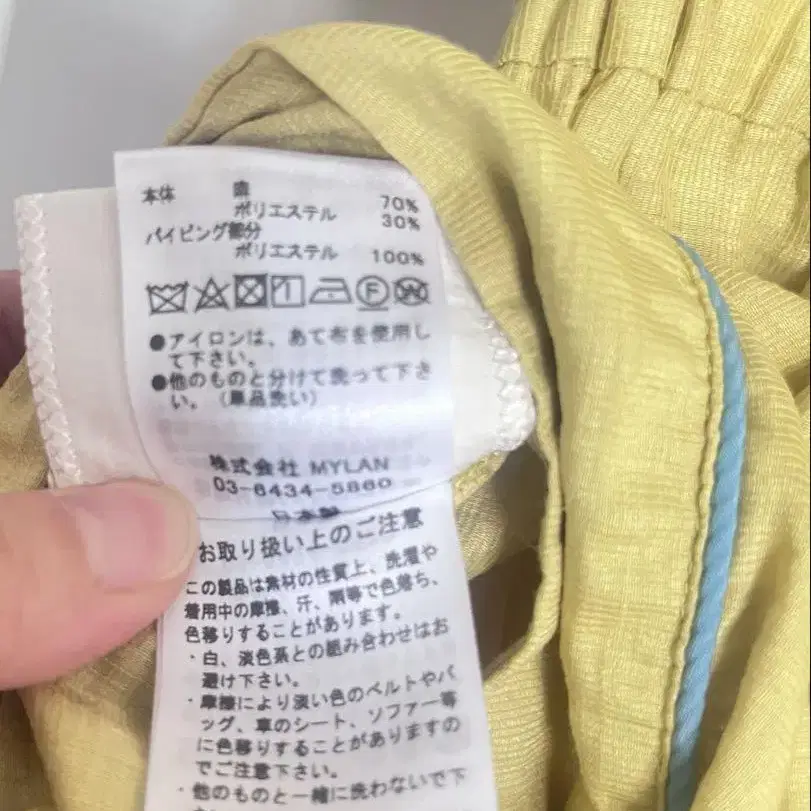 本体 麻 70%
ポリエステル 30%
パイピング部分
ポリエステル 100%
●アイロンは、あて布を使用し
て下さい。
●他のものと分けて洗って下さ
い。（単品洗い）
株式会社 MYLAN
03-6434-5860
日本製
お取り扱い上のご注意
この製品は素材の性質上、洗濯や
着用中の摩擦、汗、雨等で色落ち、
色移りすることがあります。
・白、淡色系との組み合わせはお
避け下さい。
・摩擦により淡い色のベルトやバ
ッグ、車のシート、ソファー等
に色移りすることがありますの
でご注意下さい。
・他のものと一緒に洗わないで下